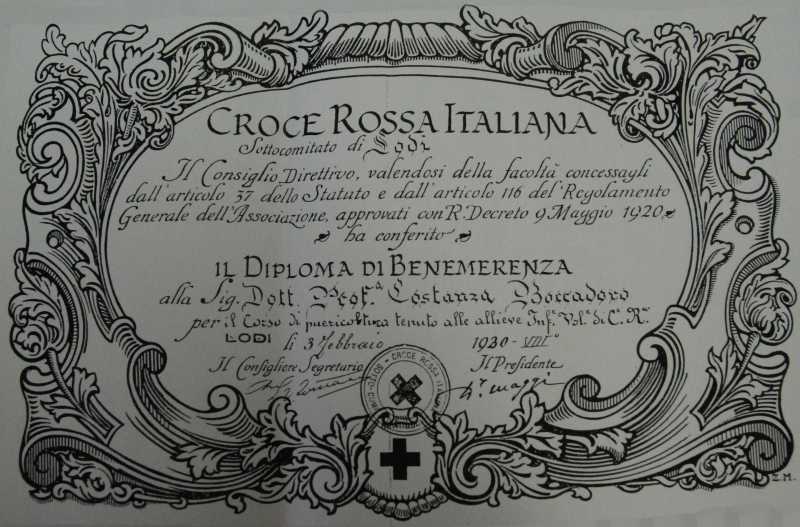 CROCE ROSSA ITALIANA
Sottocomitato di Lodi
Il Consiglio Direttivo, valendosi della facoltà concessagli
dall'articolo 37 dello Statuto e dall'articolo 116 del Regolamento
Generale dell'Associazione, approvati con R. Decreto 9 Maggio 1920
ha conferito
IL DIPLOMA DI BENEMERENZA
alla Sig. Dott. Prof.ª Costanza Boccadoro
per il Corso di puericoltura tenuto alle allieve Inf.e Vol. di C. R.
LODI li 3 febbraio 1930-VIII°
Il Consigliere Segretario Il Presidente
CROCE ROSSA ITALIANA
Maggi
Z.M.